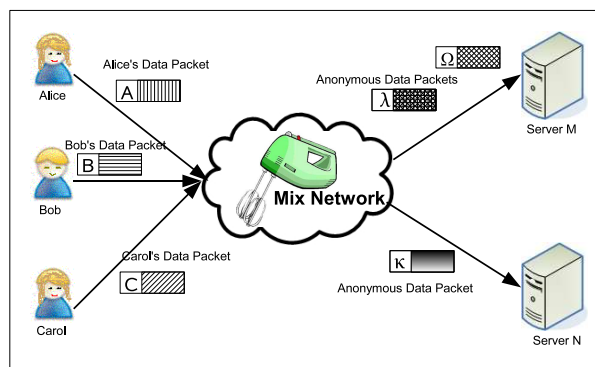 Alice's Data Packet
A
Alice
Bob's Data Packet
B
Bob
Carol's Data Packet
C
Carol
Mix Network
Ω
Anonymous Data Packets
λ
Server M
κ
Anonymous Data Packet
Server N